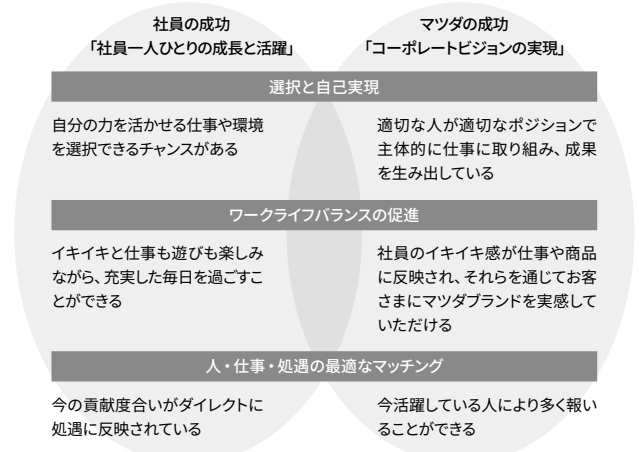 社員の成功
「社員一人ひとりの成長と活躍」
マツダの成功
「コーポレートビジョンの実現」
選択と自己実現
自分の力を活かせる仕事や環境
を選択できるチャンスがある
適切な人が適切なポジションで
主体的に仕事に取り組み、成果
を生み出している
ワークライフバランスの促進
イキイキと仕事も遊びも楽しみ
ながら、充実した毎日を過ごすこ
とができる
社員のイキイキ感が仕事や商品
に反映され、それらを通じてお客
さまにマツダブランドを実感して
いただける
人・仕事・処遇の最適なマッチング
今の貢献度合いがダイレクトに
処遇に反映されている
今活躍している人により多く報い
ることができる